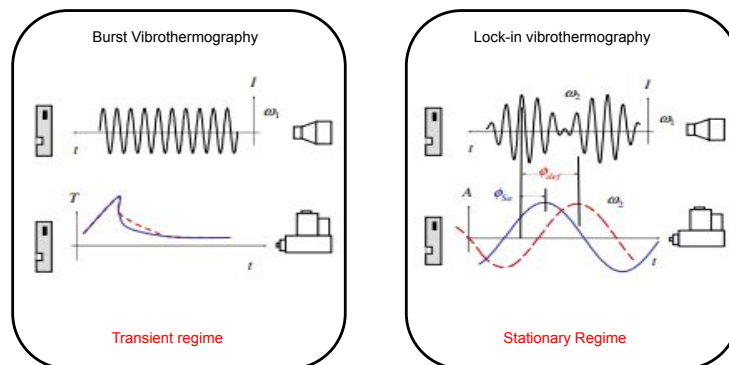 Burst Vibrothermography
I
ω₁
t
T
t
Transient regime
Lock-in vibrothermography
I
ω₂
ω₁
t
ϕdef
ϕSa
A
ω₂
t
Stationary Regime